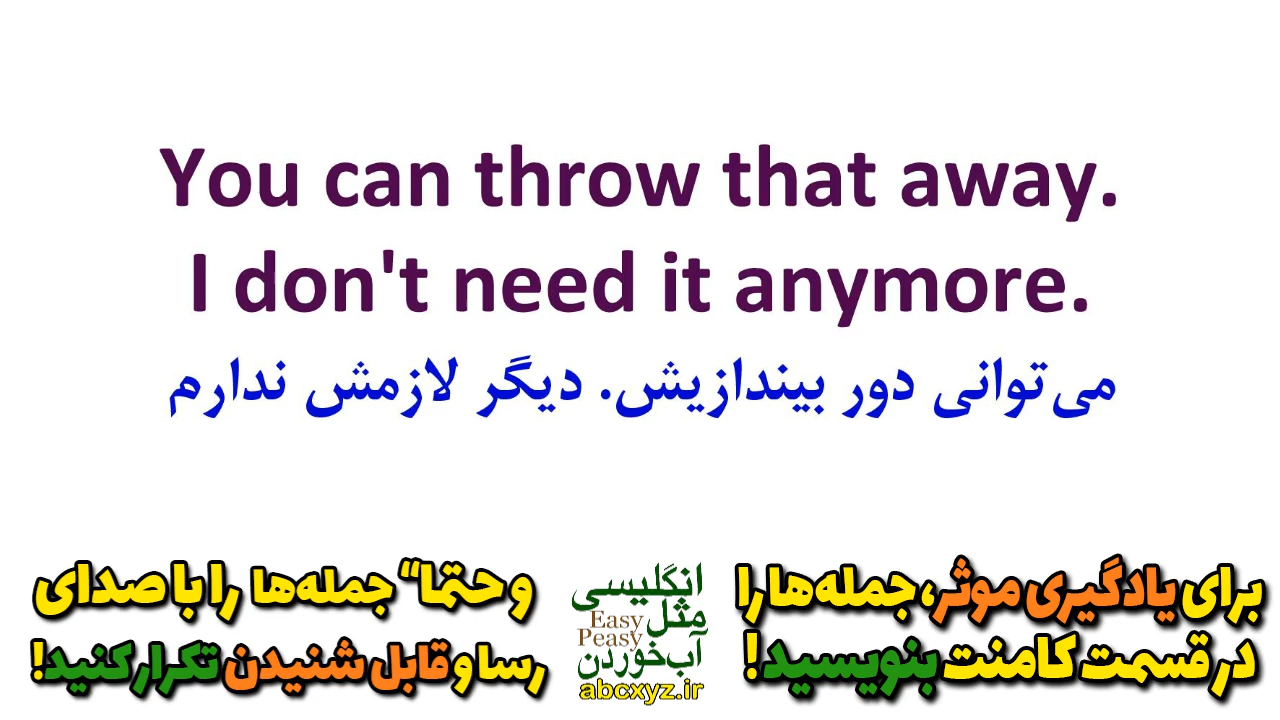 You can throw that away.
I don't need it anymore.
می‌توانی دور بیندازیش. دیگر لازمش ندارم
برای یادگیری موثر، جمله‌ها را
در قسمت کامنت بنویسید!
انگلیسی
مثل
Easy
Peasy
آب خوردن
abcxyz.ir
و حتما“ جمله‌ها را با صدای
رسا و قابل شنیدن تکرار کنید!